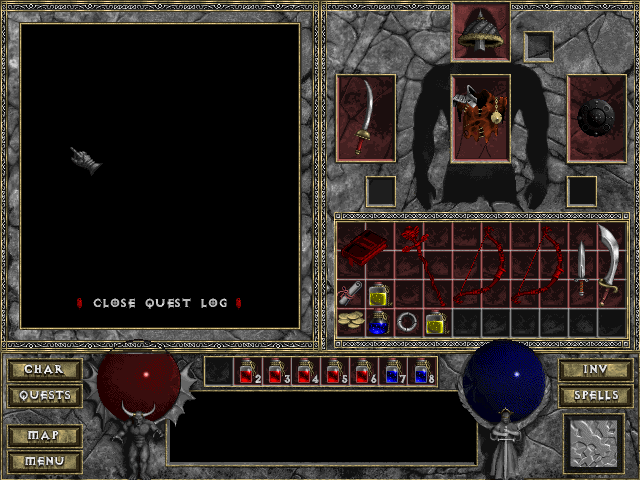 CLOSE QUEST LOG
CHAR
QUESTS
MAP
MENU
2 3 4 5 6 7 8
INV
SPELLS